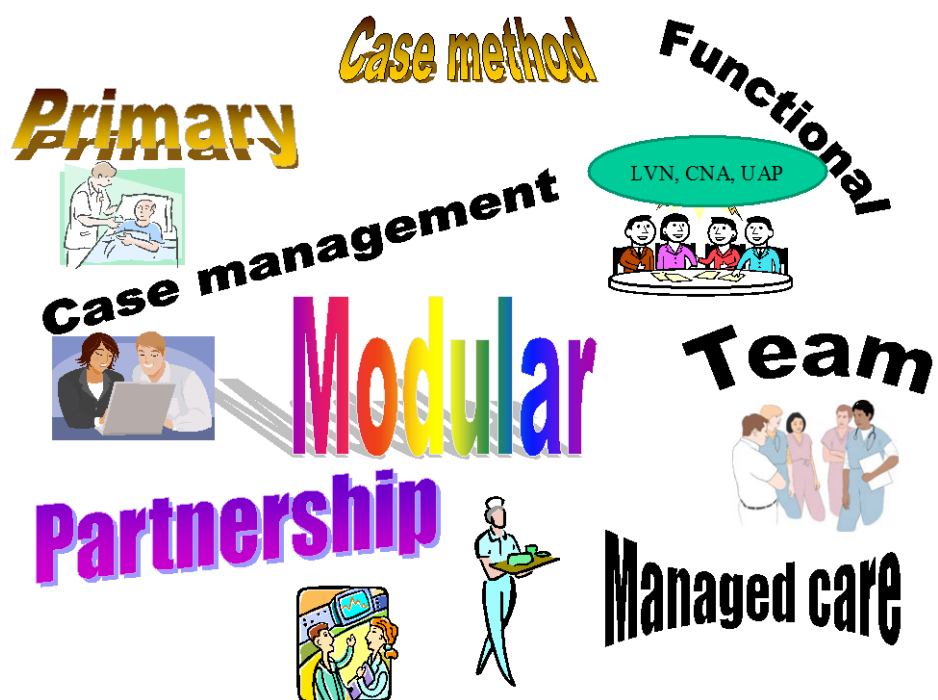 Case method
Functional
Primary
LVN, CNA, UAP
Case management
Modular
Team
Partnership
Managed care